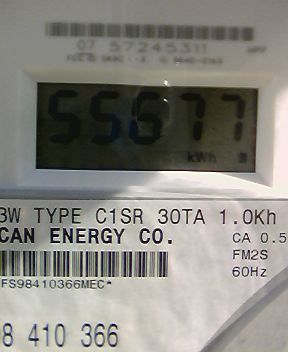 07 57245311
55677
kWh
3W TYPE C1SR 30TA 1.0Kh
CAN ENERGY CO.
CA 0.5
FM2S
60Hz
FS98410366MEC*
98 410 366